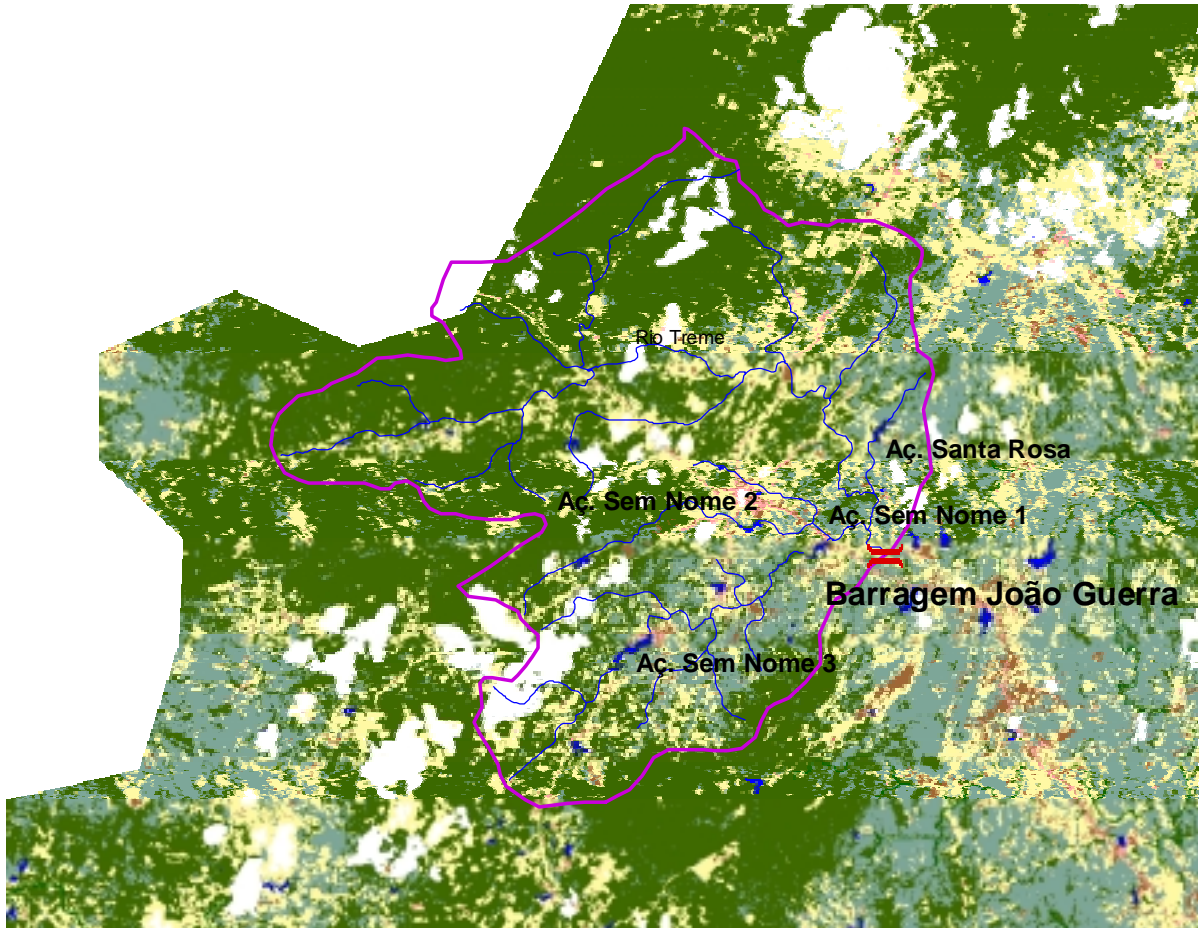 Rio Treme
Aç. Santa Rosa
Aç. Sem Nome 2
Aç. Sem Nome 1
Barragem João Guerra
Aç. Sem Nome 3